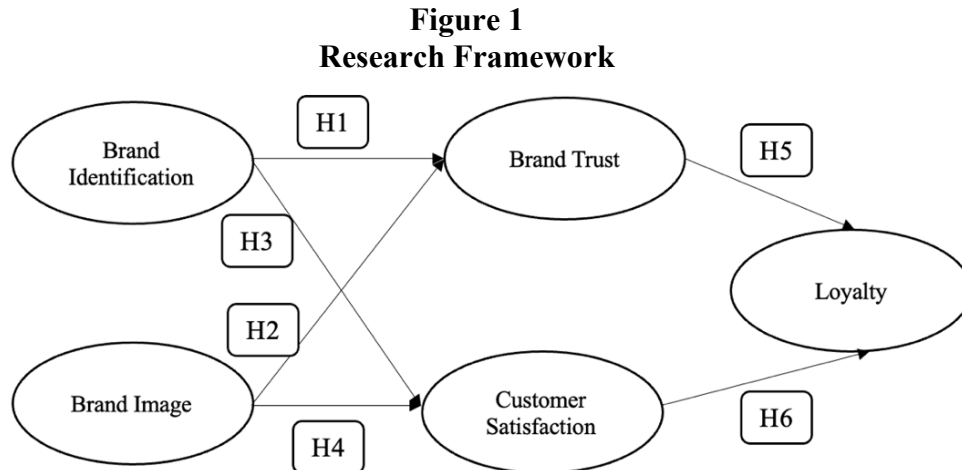 Figure 1
Research Framework
H1
Brand
Identification
Brand Trust
H5
H3
Loyalty
H2
Brand Image
Customer
Satisfaction
H4
H6